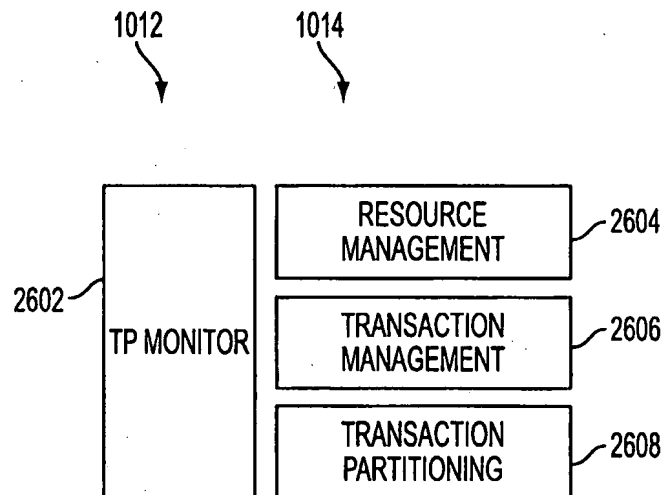 1012
1014
RESOURCE
MANAGEMENT
2604
2602
TP MONITOR
TRANSACTION
MANAGEMENT
2606
TRANSACTION
PARTITIONING
2608